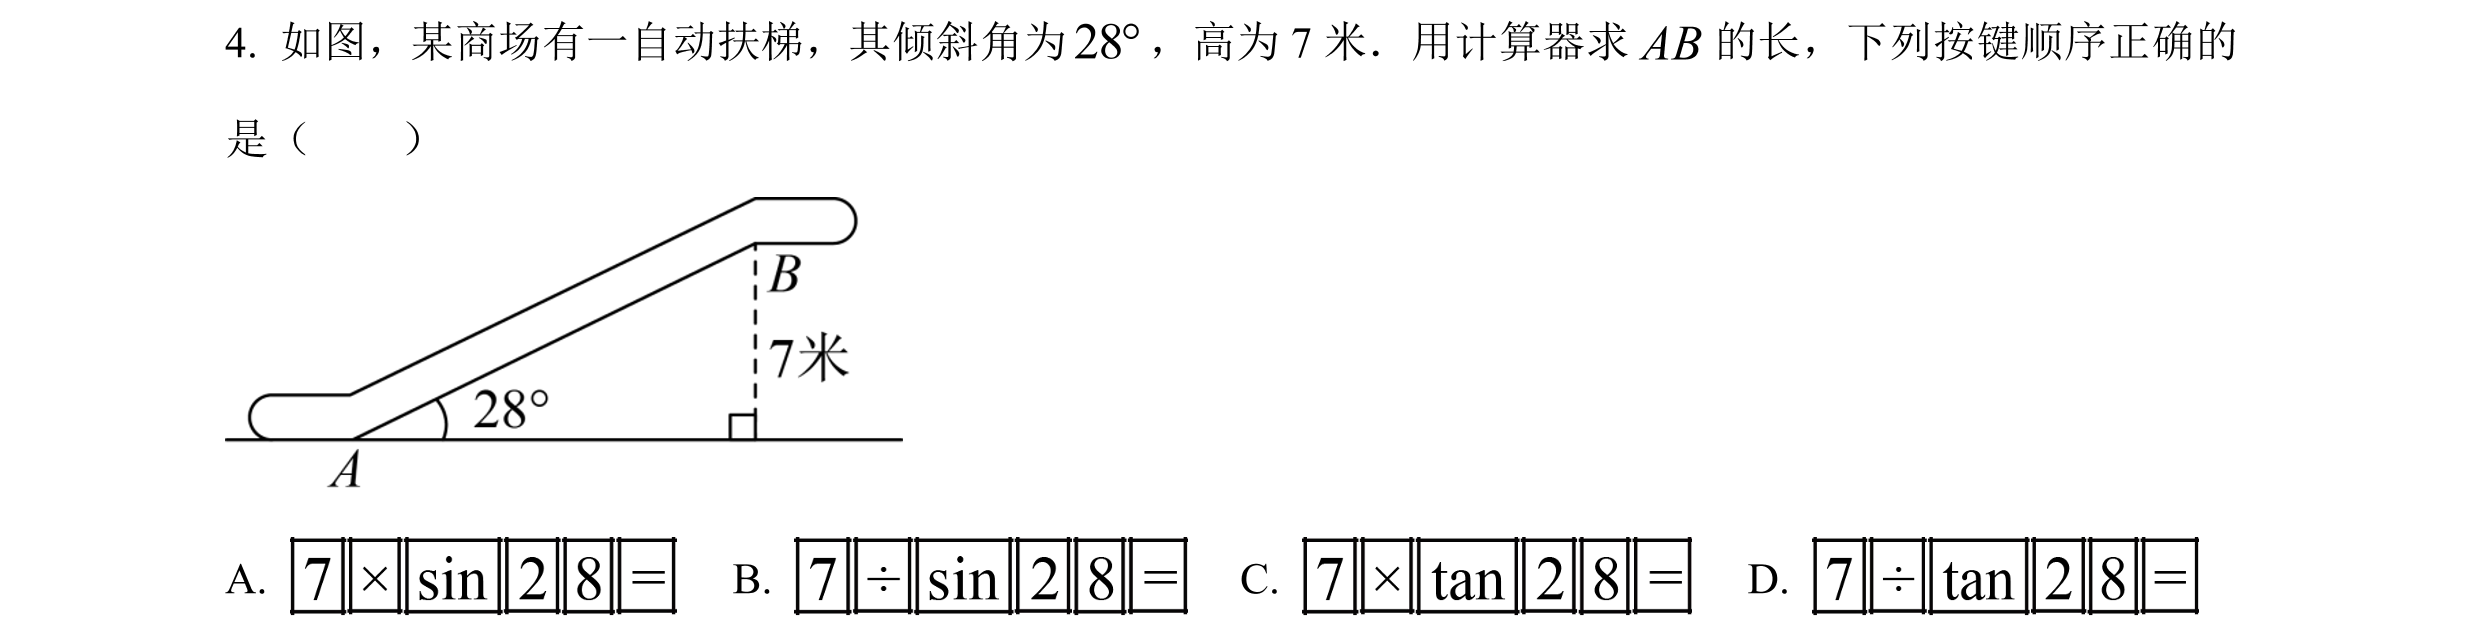 4. 如图，某商场有一自动扶梯，其倾斜角为28°，高为 7 米．用计算器求 AB 的长，下列按键顺序正确的
是（　　）
B
7米
28°
A
A. 7 × sin 2 8 = B. 7 ÷ sin 2 8 = C. 7 × tan 2 8 = D. 7 ÷ tan 2 8 =